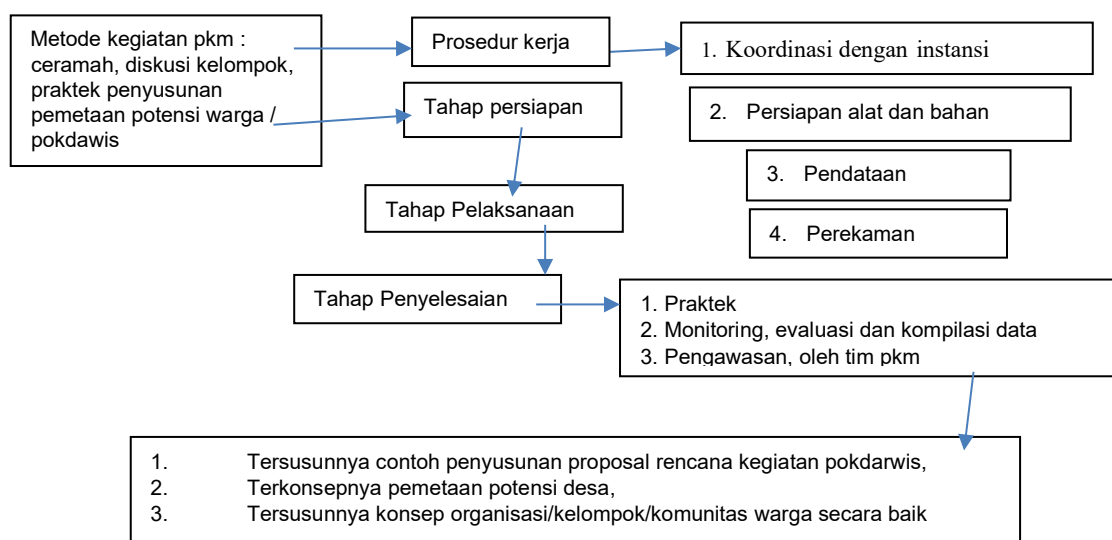 Metode kegiatan pkm :
ceramah, diskusi kelompok,
praktek penyusunan
pemetaan potensi warga /
pokdawis
Prosedur kerja
1. Koordinasi dengan instansi
Tahap persiapan
2. Persiapan alat dan bahan
3. Pendataan
Tahap Pelaksanaan
4. Perekaman
Tahap Penyelesaian
1. Praktek
2. Monitoring, evaluasi dan kompilasi data
3. Pengawasan, oleh tim pkm
1. Tersusunnya contoh penyusunan proposal rencana kegiatan pokdarwis,
2. Terkonsepnya pemetaan potensi desa,
3. Tersusunnya konsep organisasi/kelompok/komunitas warga secara baik